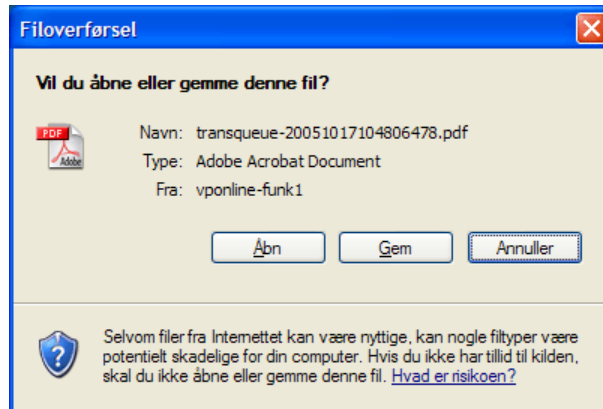 Filoverførsel
Vil du åbne eller gemme denne fil?
PDF
Adobe
Navn: transqueue-20051017104806478.pdf
Type: Adobe Acrobat Document
Fra: vponline-funk1
Åbn
Gem
Annuller
Selvom filer fra Internettet kan være nyttige, kan nogle filtyper være
potentielt skadelige for din computer. Hvis du ikke har tillid til kilden,
skal du ikke åbne eller gemme denne fil. Hvad er risikoen?